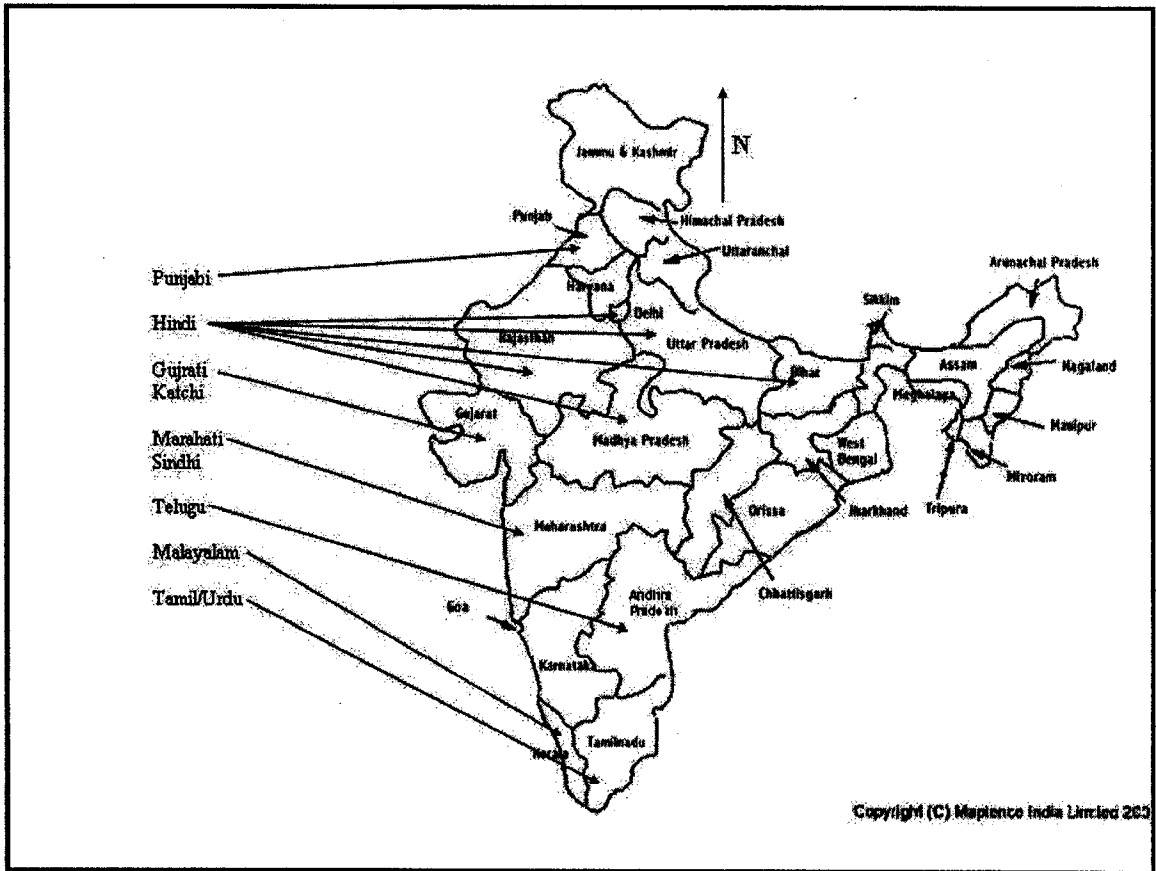 Jammu & Kashmir
N
Punjab
Himachal Pradesh
Uttaranchal
Arunachal Pradesh
Punjabi
Haryana
Sikkim
Hindi
Delhi
Rajasthan
Uttar Pradesh
Assam
Nagaland
Gujrati
Katchi
Bihar
Meghalaya
Gujarat
Manipur
Marahati
Sindhi
Madhya Pradesh
West
Bengal
Mizoram
Telugu
Maharashtra
Orissa
Jharkhand
Tripura
Malayalam
Tamil/Urdu
Goa
Andhra
Pradesh
Chhattisgarh
Karnataka
Kerala
Tamilnadu
Copyright (C) India Limited